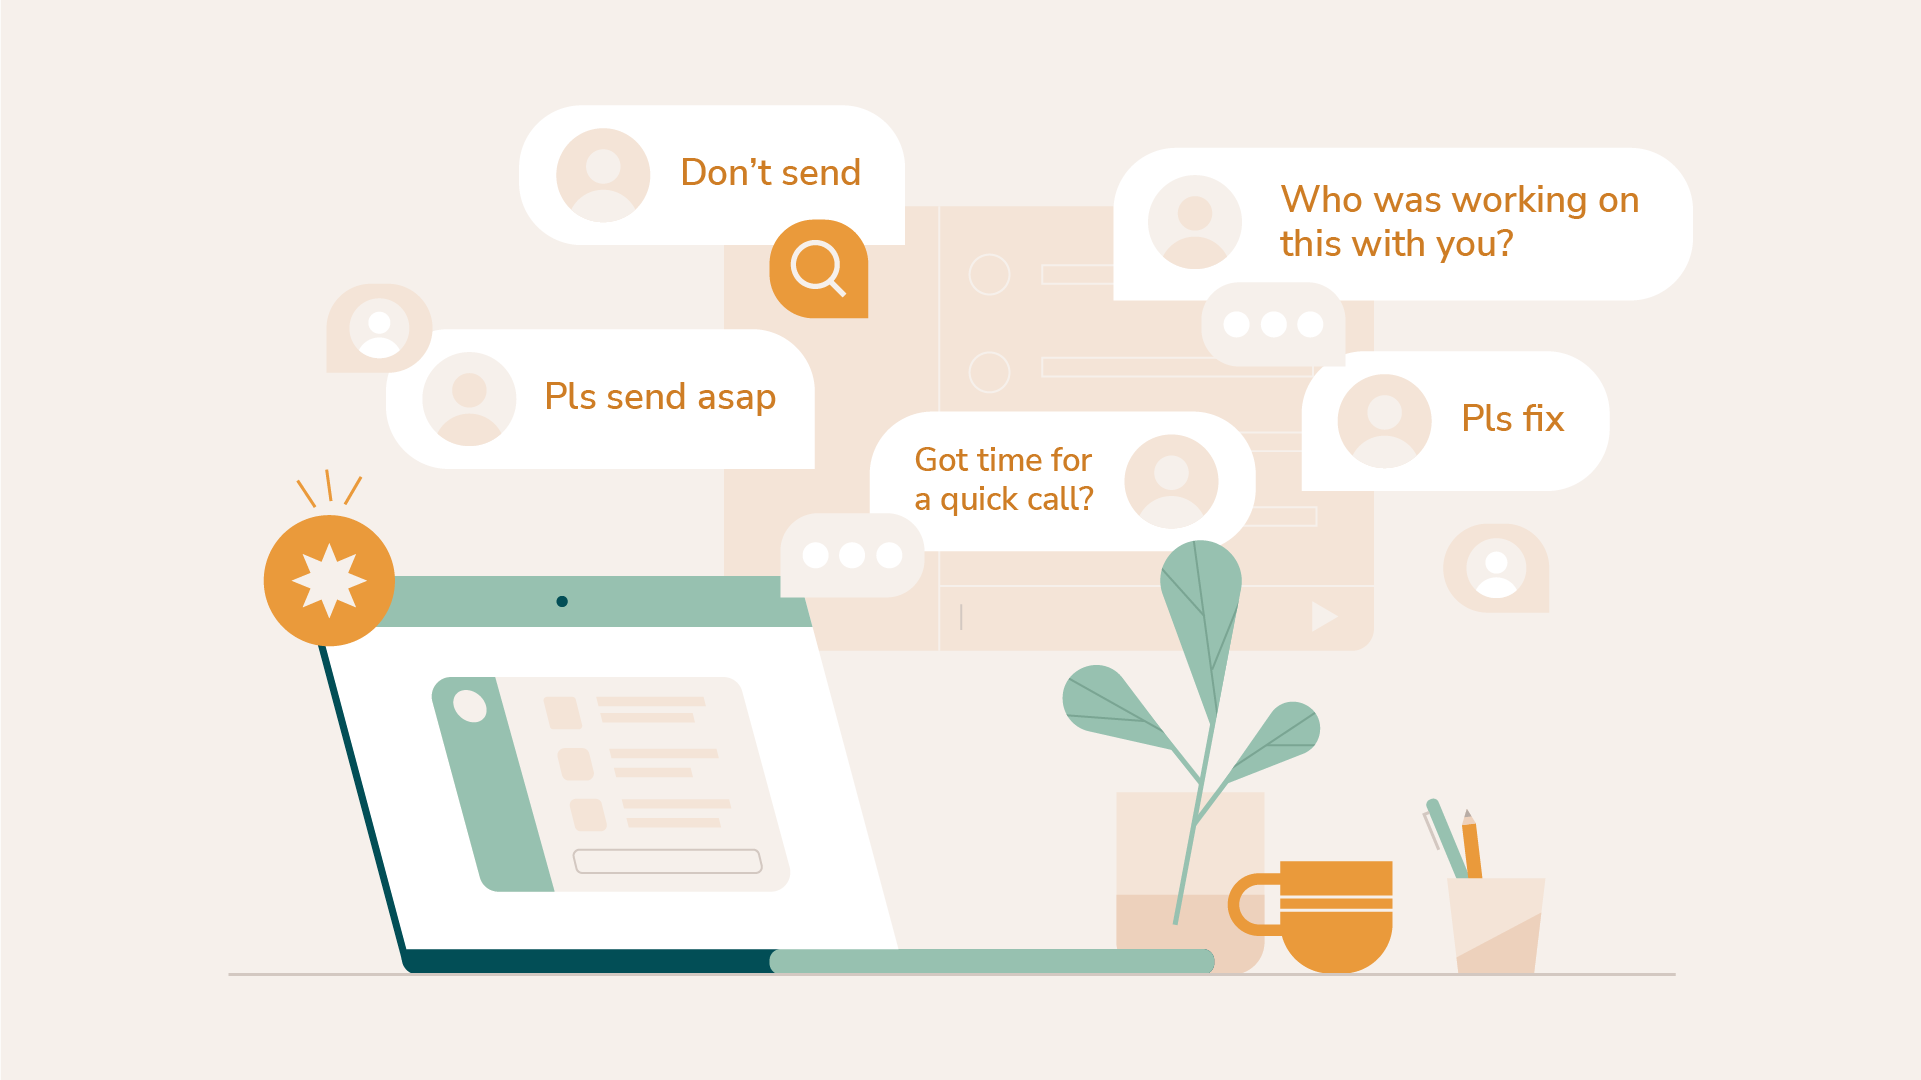 Don’t send
Who was working on
this with you?
Pls send asap
Pls fix
Got time for
a quick call?